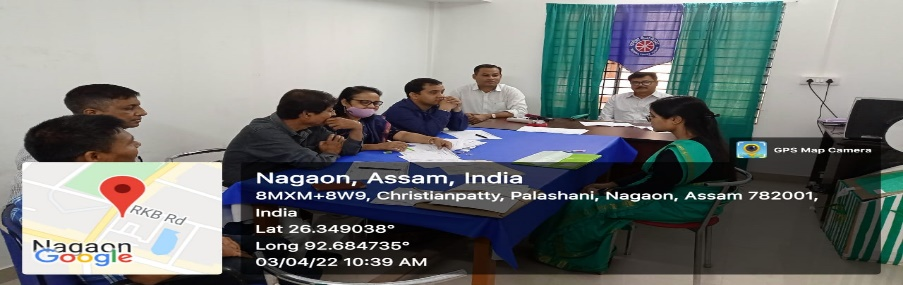 GPS Map Camera
Nagaon, Assam, India
8MXM+8W9, Christianpatty, Palashani, Nagaon, Assam 782001,
India
Lat 26.349038°
Long 92.684735°
03/04/22 10:39 AM
RKB Rd
Nagaon
Google